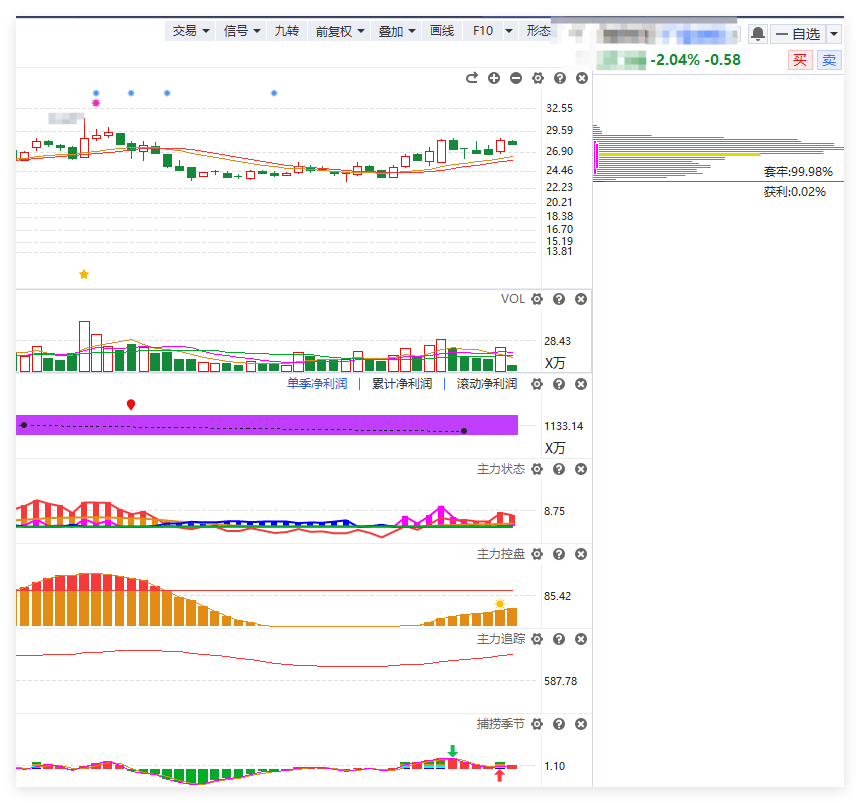 交易 信号 九转 前复权 叠加 画线 F10 形态
自选
-2.04% -0.58 买 卖
32.55
29.59
26.90
24.46
22.23
20.21
18.38
16.70
15.19
13.81
套牢:99.98%
获利:0.02%
VOL
28.43
X万
单季净利润 | 累计净利润 | 滚动净利润
1133.14
X万
主力状态
8.75
主力控盘
85.42
主力追踪
587.78
捕捞季节
1.10